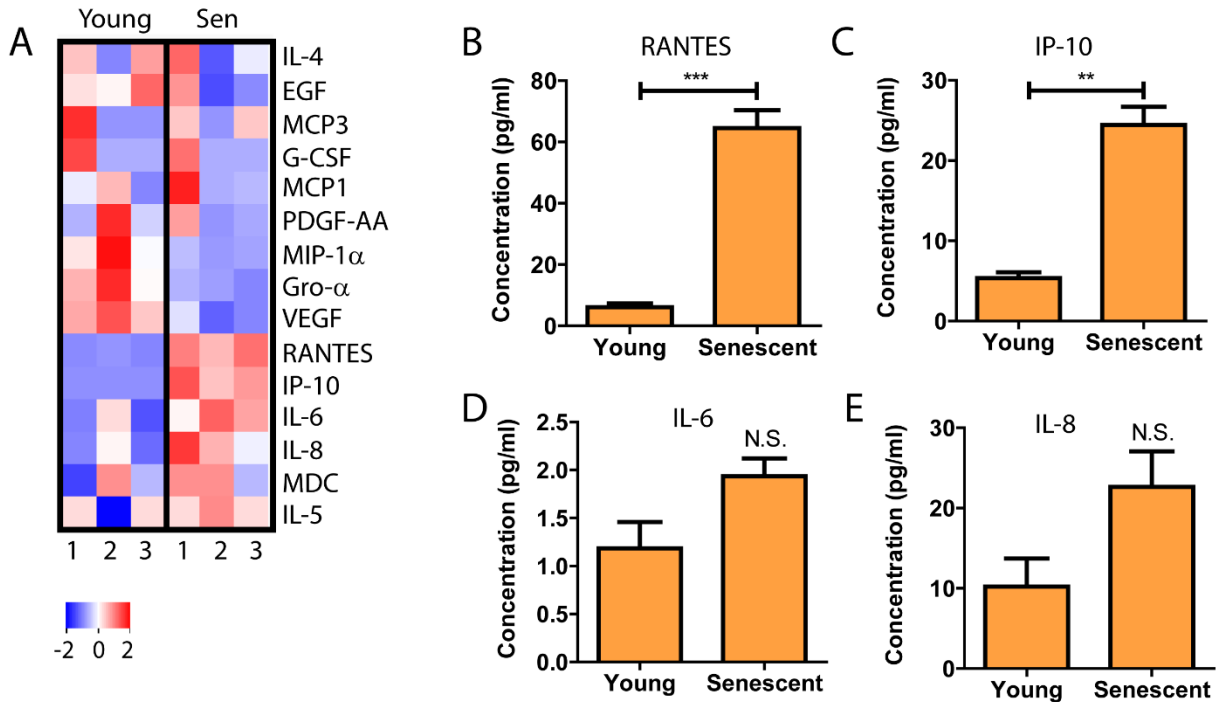 A
Young Sen
IL-4
EGF
MCP3
G-CSF
MCP1
PDGF-AA
MIP-1α
Gro-α
VEGF
RANTES
IP-10
IL-6
IL-8
MDC
IL-5
1 2 3 1 2 3
-2 0 2
B
RANTES
***
Concentration (pg/ml)
80
60
40
20
0
Young Senescent
C
IP-10
**
Concentration (pg/ml)
30
20
10
0
Young Senescent
D
IL-6
N.S.
Concentration (pg/ml)
2.5
2.0
1.5
1.0
0.5
0.0
Young Senescent
E
IL-8
N.S.
Concentration (pg/ml)
30
20
10
0
Young Senescent